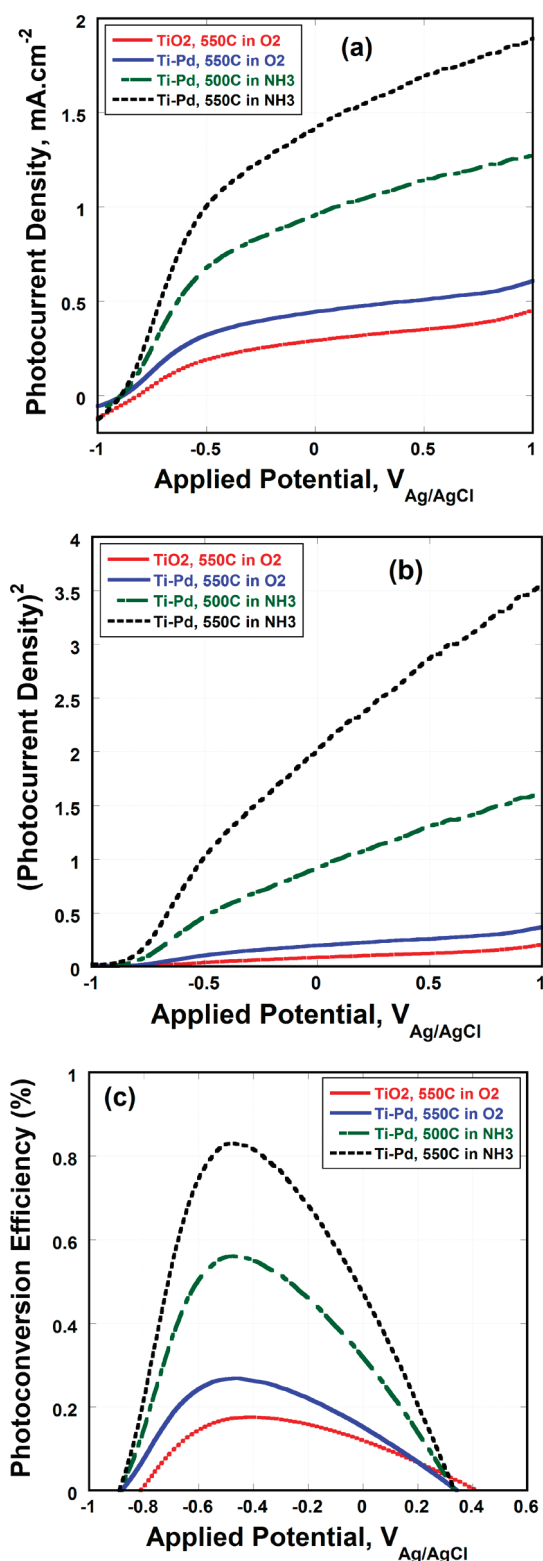 2
(a)
TiO2, 550C in O2
Ti-Pd, 550C in O2
Ti-Pd, 500C in NH3
Ti-Pd, 550C in NH3
1.5
1
0.5
0
Photocurrent Density, mA.cm-2
-1 -0.5 0 0.5 1
Applied Potential, V Ag/AgCl
4
(b)
TiO2, 550C in O2
Ti-Pd, 550C in O2
Ti-Pd, 500C in NH3
Ti-Pd, 550C in NH3
3.5
3
2.5
2
1.5
1
0.5
0
(Photocurrent Density)2
-1 -0.5 0 0.5 1
Applied Potential, V Ag/AgCl
1
(c)
TiO2, 550C in O2
Ti-Pd, 550C in O2
Ti-Pd, 500C in NH3
Ti-Pd, 550C in NH3
0.8
0.6
0.4
0.2
0
Photoconversion Efficiency (%)
-1 -0.8 -0.6 -0.4 -0.2 0 0.2 0.4 0.6
Applied Potential, V Ag/AgCl